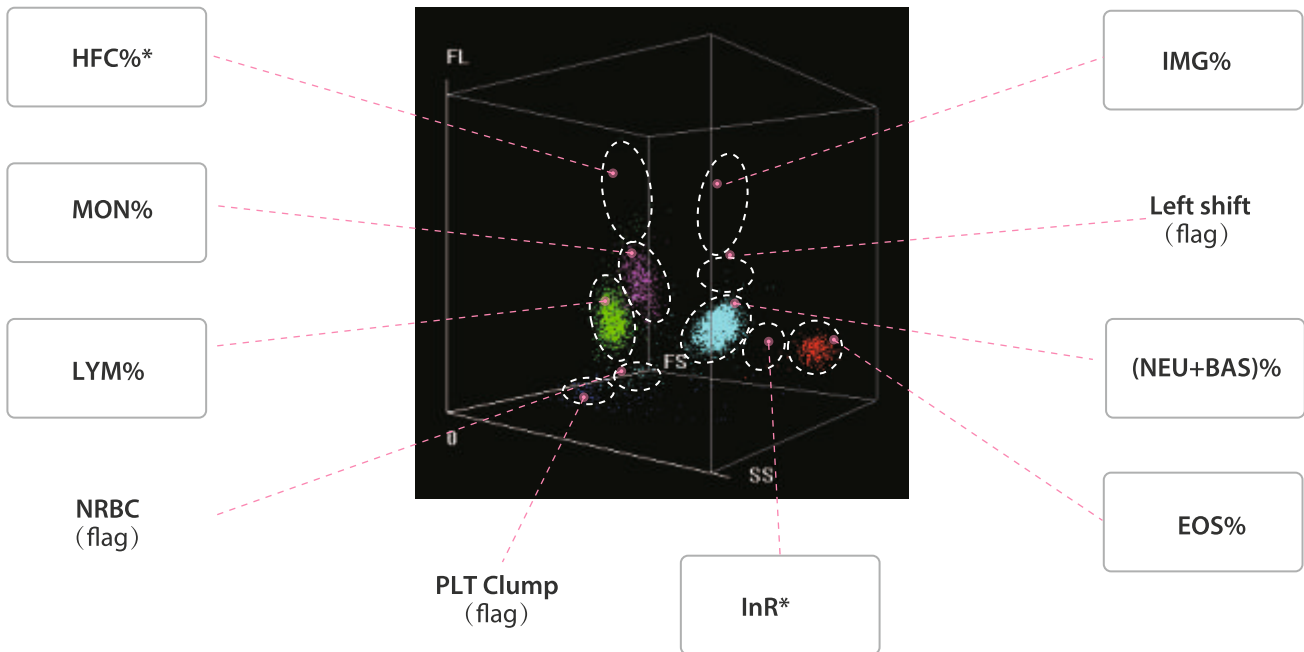 HFC%*
MON%
LYM%
NRBC
（flag）
PLT Clump
（flag）
FL
FS
0
SS
InR*
IMG%
Left shift
（flag）
(NEU+BAS)%
EOS%